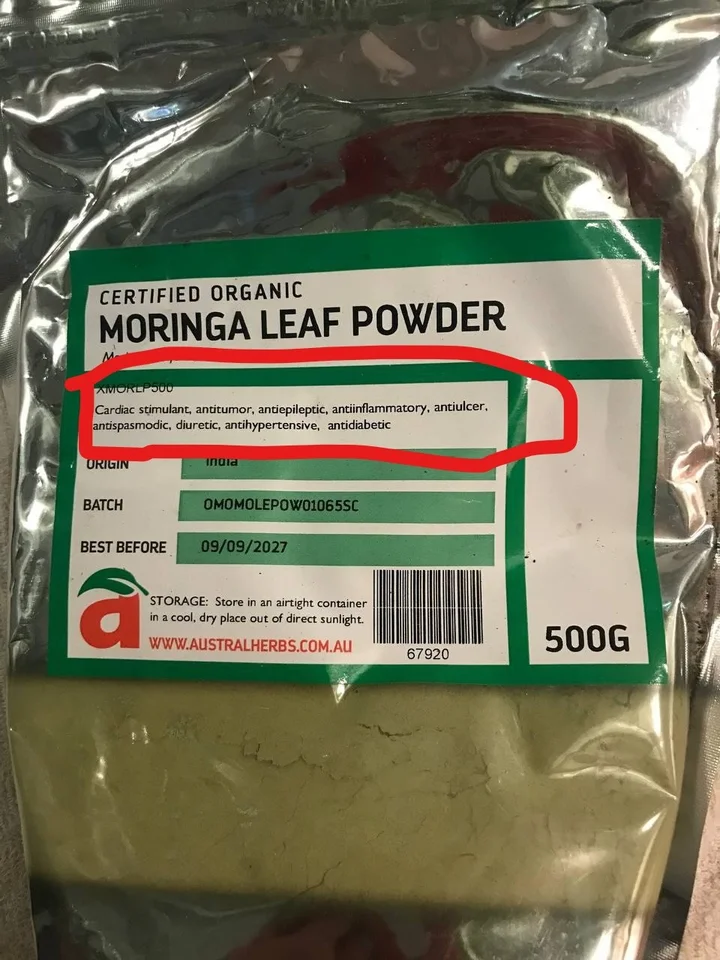 CERTIFIED ORGANIC
MORINGA LEAF POWDER
XMORLP500
Cardiac stimulant, antitumor, antiepileptic, antiinflammatory, antiulcer,
antispasmodic, diuretic, antihypertensive, antidiabetic
ORIGIN India
BATCH OMOMOLEPOW01065SC
BEST BEFORE 09/09/2027
a
STORAGE: Store in an airtight container
in a cool, dry place out of direct sunlight.
WWW.AUSTRALHERBS.COM.AU
67920
500G